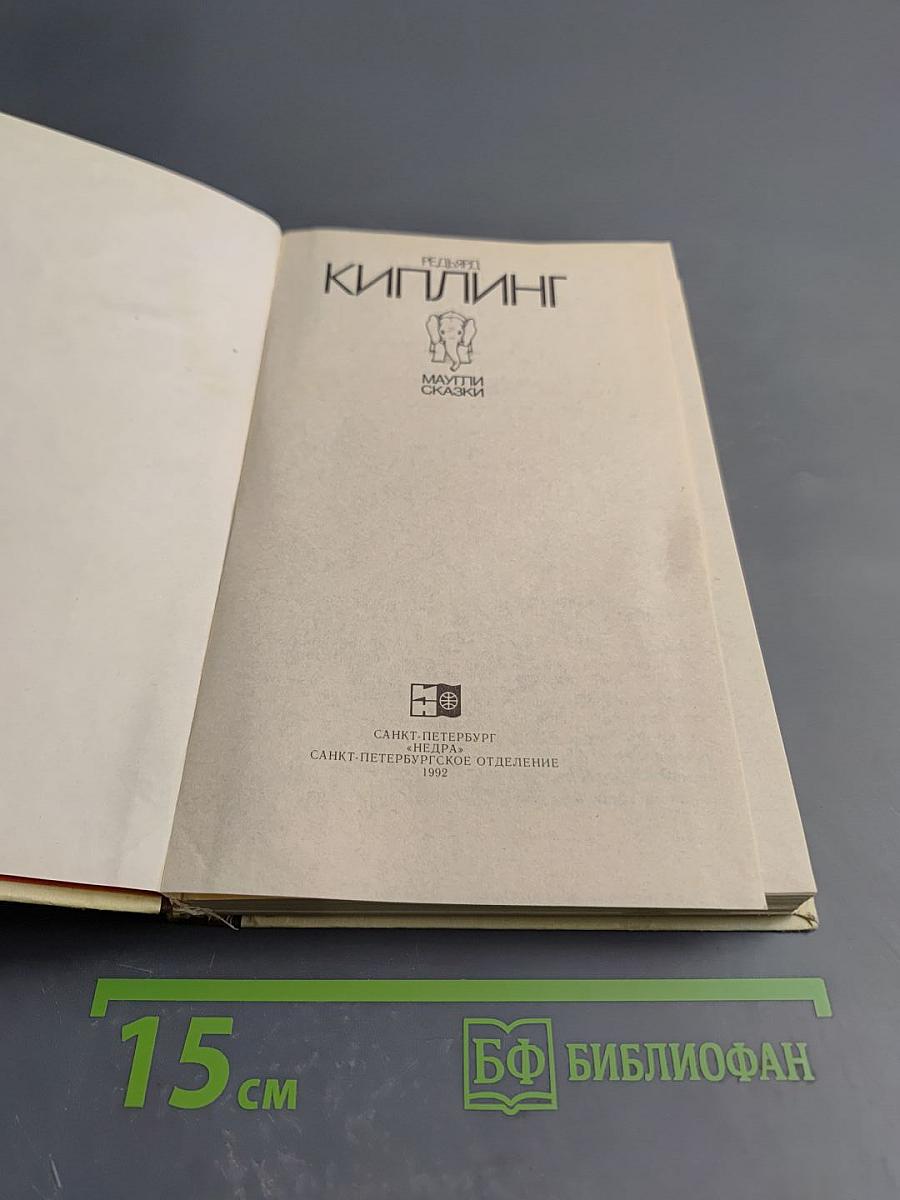 РЕДЬЯРД
КИПЛИНГ
МАУГЛИ
СКАЗКИ
САНКТ-ПЕТЕРБУРГ
«НЕДРА»
САНКТ-ПЕТЕРБУРГСКОЕ ОТДЕЛЕНИЕ
1992
15 см
БФ БИБЛИОФАН